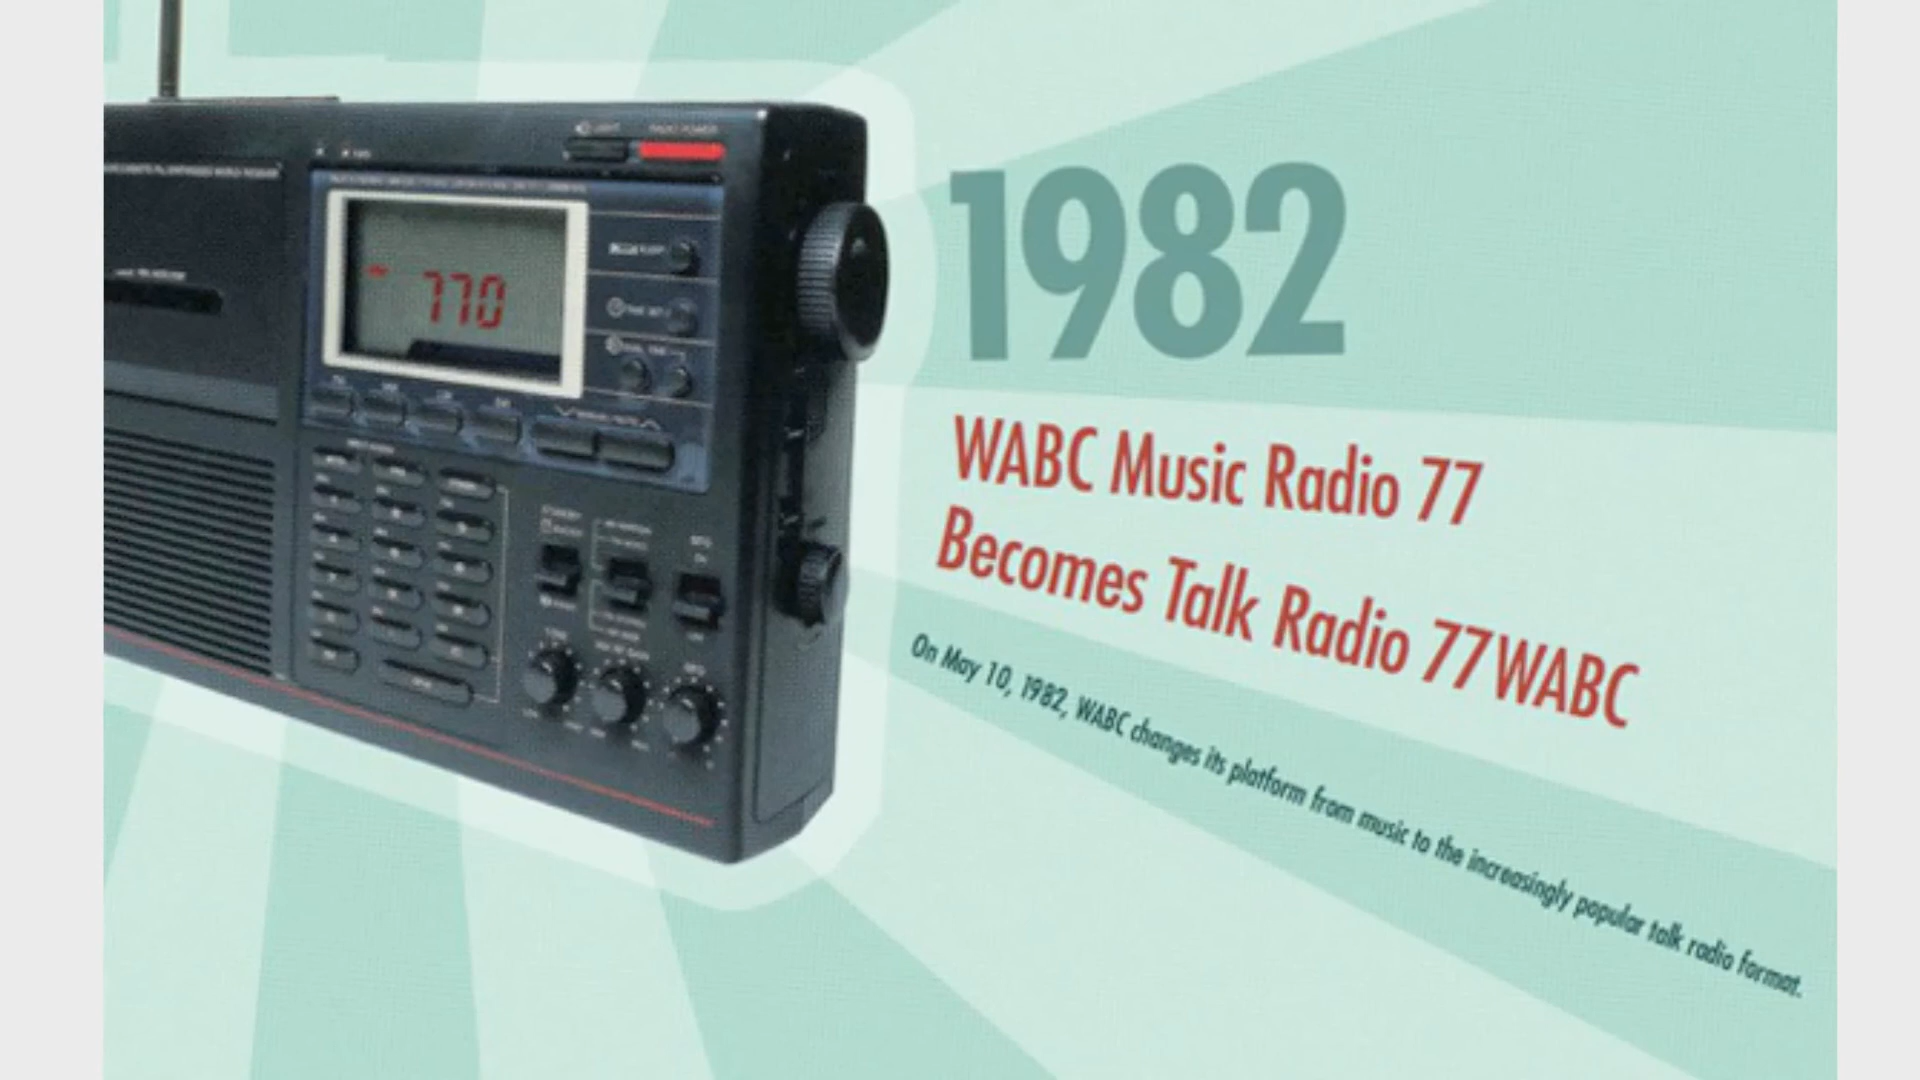 770
1982
WABC Music Radio 77
Becomes Talk Radio 77WABC
On May 10, 1982, WABC changes its platform from music to the increasingly popular talk radio format.